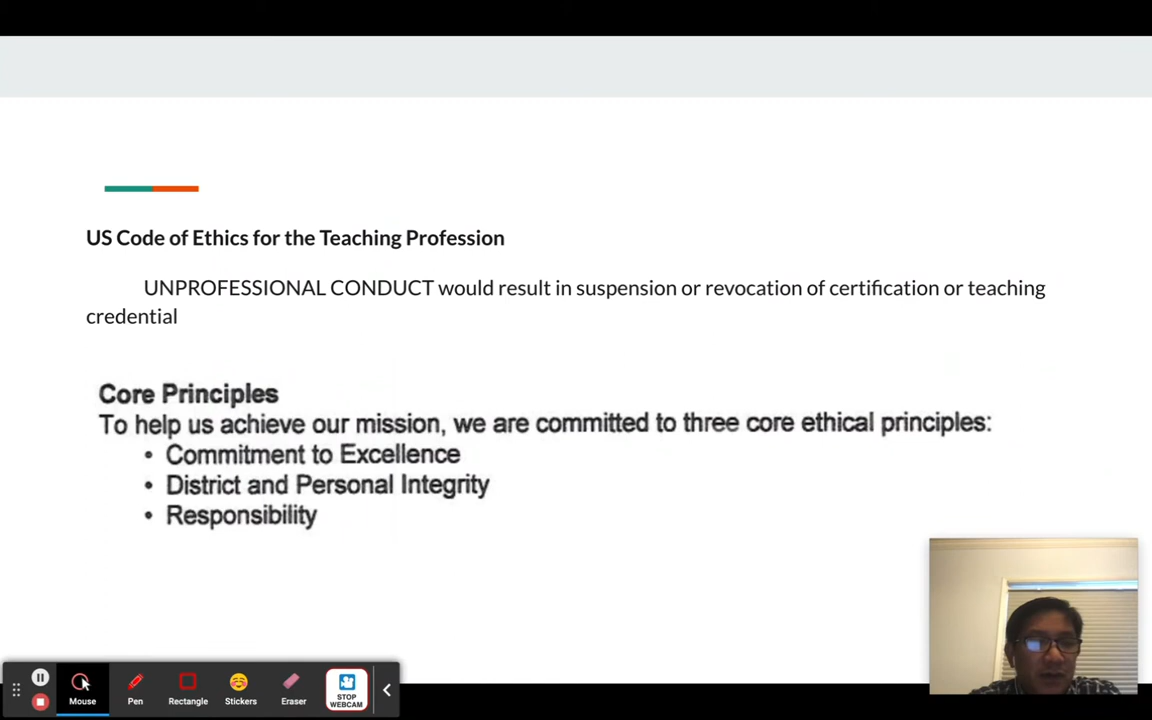 US Code of Ethics for the Teaching Profession
UNPROFESSIONAL CONDUCT would result in suspension or revocation of certification or teaching
credential
Core Principles
To help us achieve our mission, we are committed to three core ethical principles:
• Commitment to Excellence
• District and Personal Integrity
• Responsibility
Mouse
Pen
Rectangle
Stickers
Eraser
STOP
WEBCAM